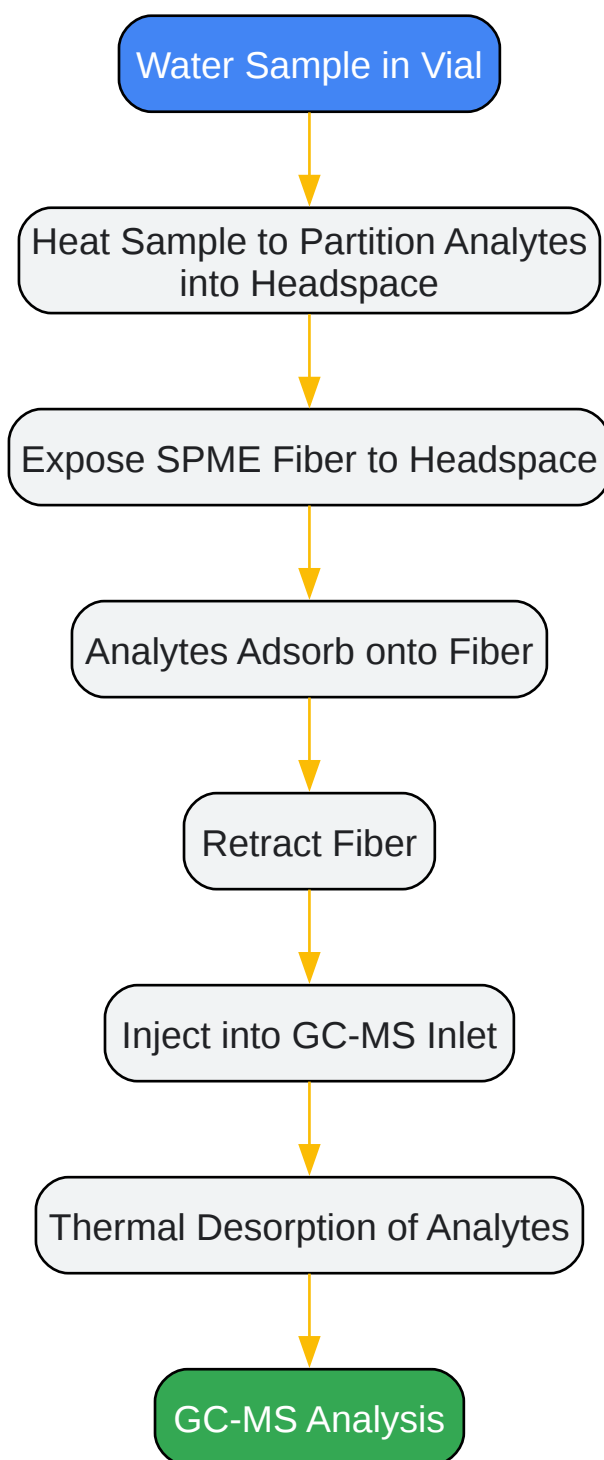 Water Sample in Vial
Heat Sample to Partition Analytes
into Headspace
Expose SPME Fiber to Headspace
Analytes Adsorb onto Fiber
Retract Fiber
Inject into GC-MS Inlet
Thermal Desorption of Analytes
GC-MS Analysis